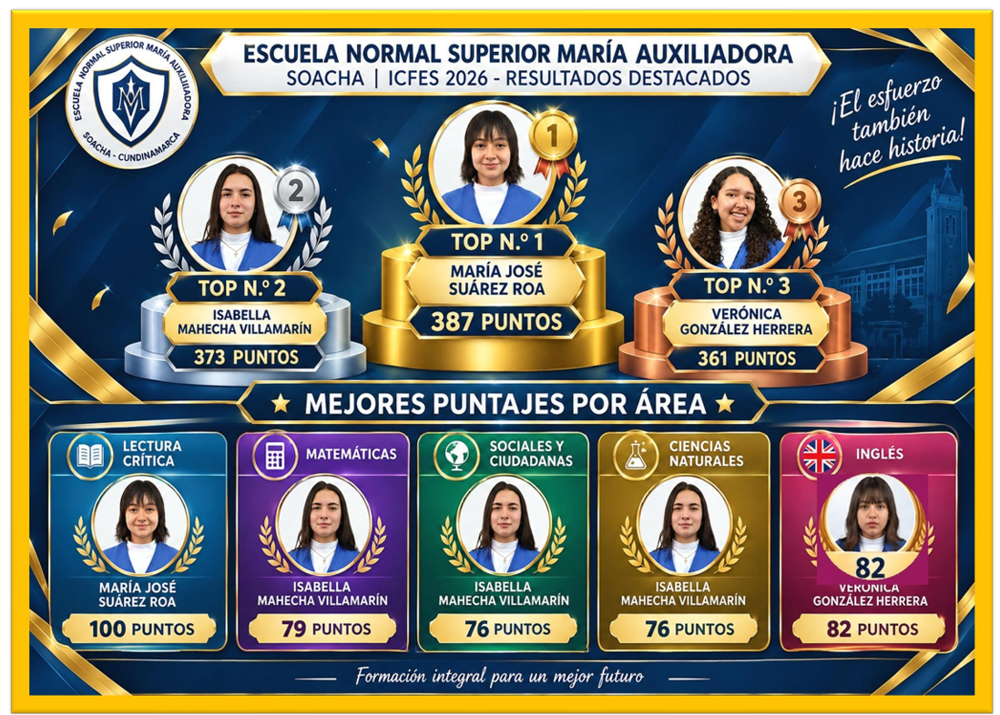 ESCUELA NORMAL SUPERIOR MARÍA AUXILIADORA
SOACHA - CUNDINAMARCA
ESCUELA NORMAL SUPERIOR MARÍA AUXILIADORA
SOACHA | ICFES 2026 - RESULTADOS DESTACADOS
¡El esfuerzo
también
hace historia!
1
TOP N.º 1
MARÍA JOSÉ
SUÁREZ ROA
387 PUNTOS
2
TOP N.º 2
ISABELLA
MAHECHA VILLAMARÍN
373 PUNTOS
3
TOP N.º 3
VERÓNICA
GONZÁLEZ HERRERA
361 PUNTOS
MEJORES PUNTAJES POR ÁREA
LECTURA
CRÍTICA
MARÍA JOSÉ
SUÁREZ ROA
100 PUNTOS
MATEMÁTICAS
ISABELLA
MAHECHA VILLAMARÍN
79 PUNTOS
SOCIALES Y
CIUDADANAS
ISABELLA
MAHECHA VILLAMARÍN
76 PUNTOS
CIENCIAS
NATURALES
ISABELLA
MAHECHA VILLAMARÍN
76 PUNTOS
INGLÉS
82
VERÓNICA
GONZÁLEZ HERRERA
82 PUNTOS
Formación integral para un mejor futuro